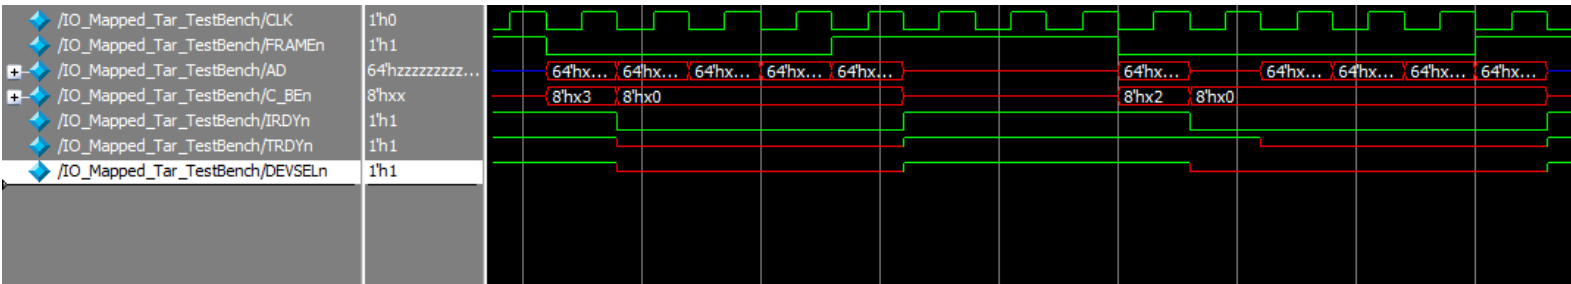 /IO_Mapped_Tar_TestBench/CLK 1'h0
/IO_Mapped_Tar_TestBench/FRAMEn 1'h1
/IO_Mapped_Tar_TestBench/AD 64'hzzzzzzzzz... 64'hx... 64'hx... 64'hx... 64'hx... 64'hx... 64'hx... 64'hx... 64'hx... 64'hx... 64'hx...
/IO_Mapped_Tar_TestBench/C_BEn 8'hxx 8'hx3 8'hx0 8'hx2 8'hx0
/IO_Mapped_Tar_TestBench/IRDYn 1'h1
/IO_Mapped_Tar_TestBench/TRDYn 1'h1
/IO_Mapped_Tar_TestBench/DEVSELn 1'h1